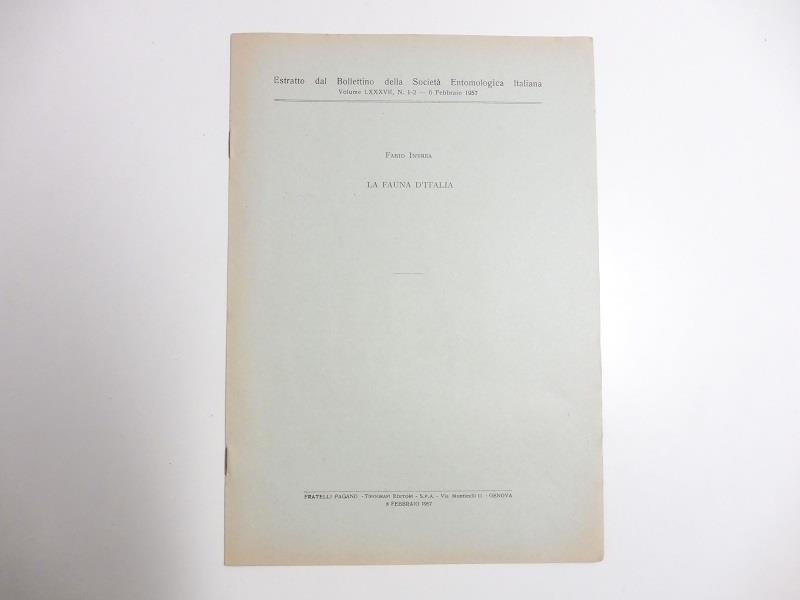 Estratto dal Bollettino della Società Entomologica Italiana
Volume LXXXVII, N. 1-2 — 6 Febbraio 1957
Fabio Invrea
LA FAUNA D'ITALIA
FRATELLI PAGANO - Tipografi Editori - S.P.A. - Via Monticelli 11 - GENOVA
6 FEBBRAIO 1957